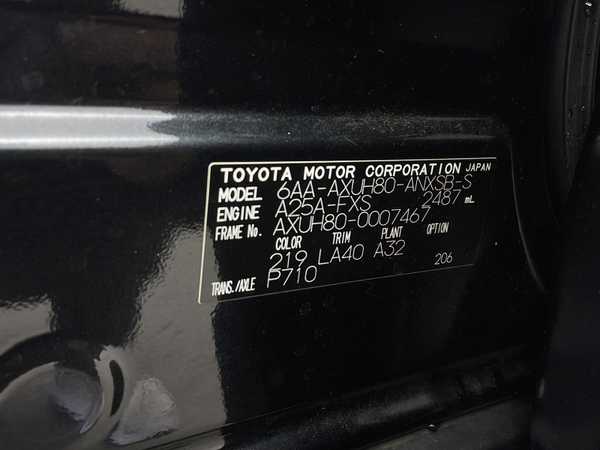 TOYOTA MOTOR CORPORATION JAPAN
MODEL 6AA-AXUH80-ANXSB-S
ENGINE A25A-FXS 2487 mL
FRAME No. AXUH80-0007467
COLOR TRIM PLANT OPTION
219 LA40 A32
TRANS./AXLE P710 206